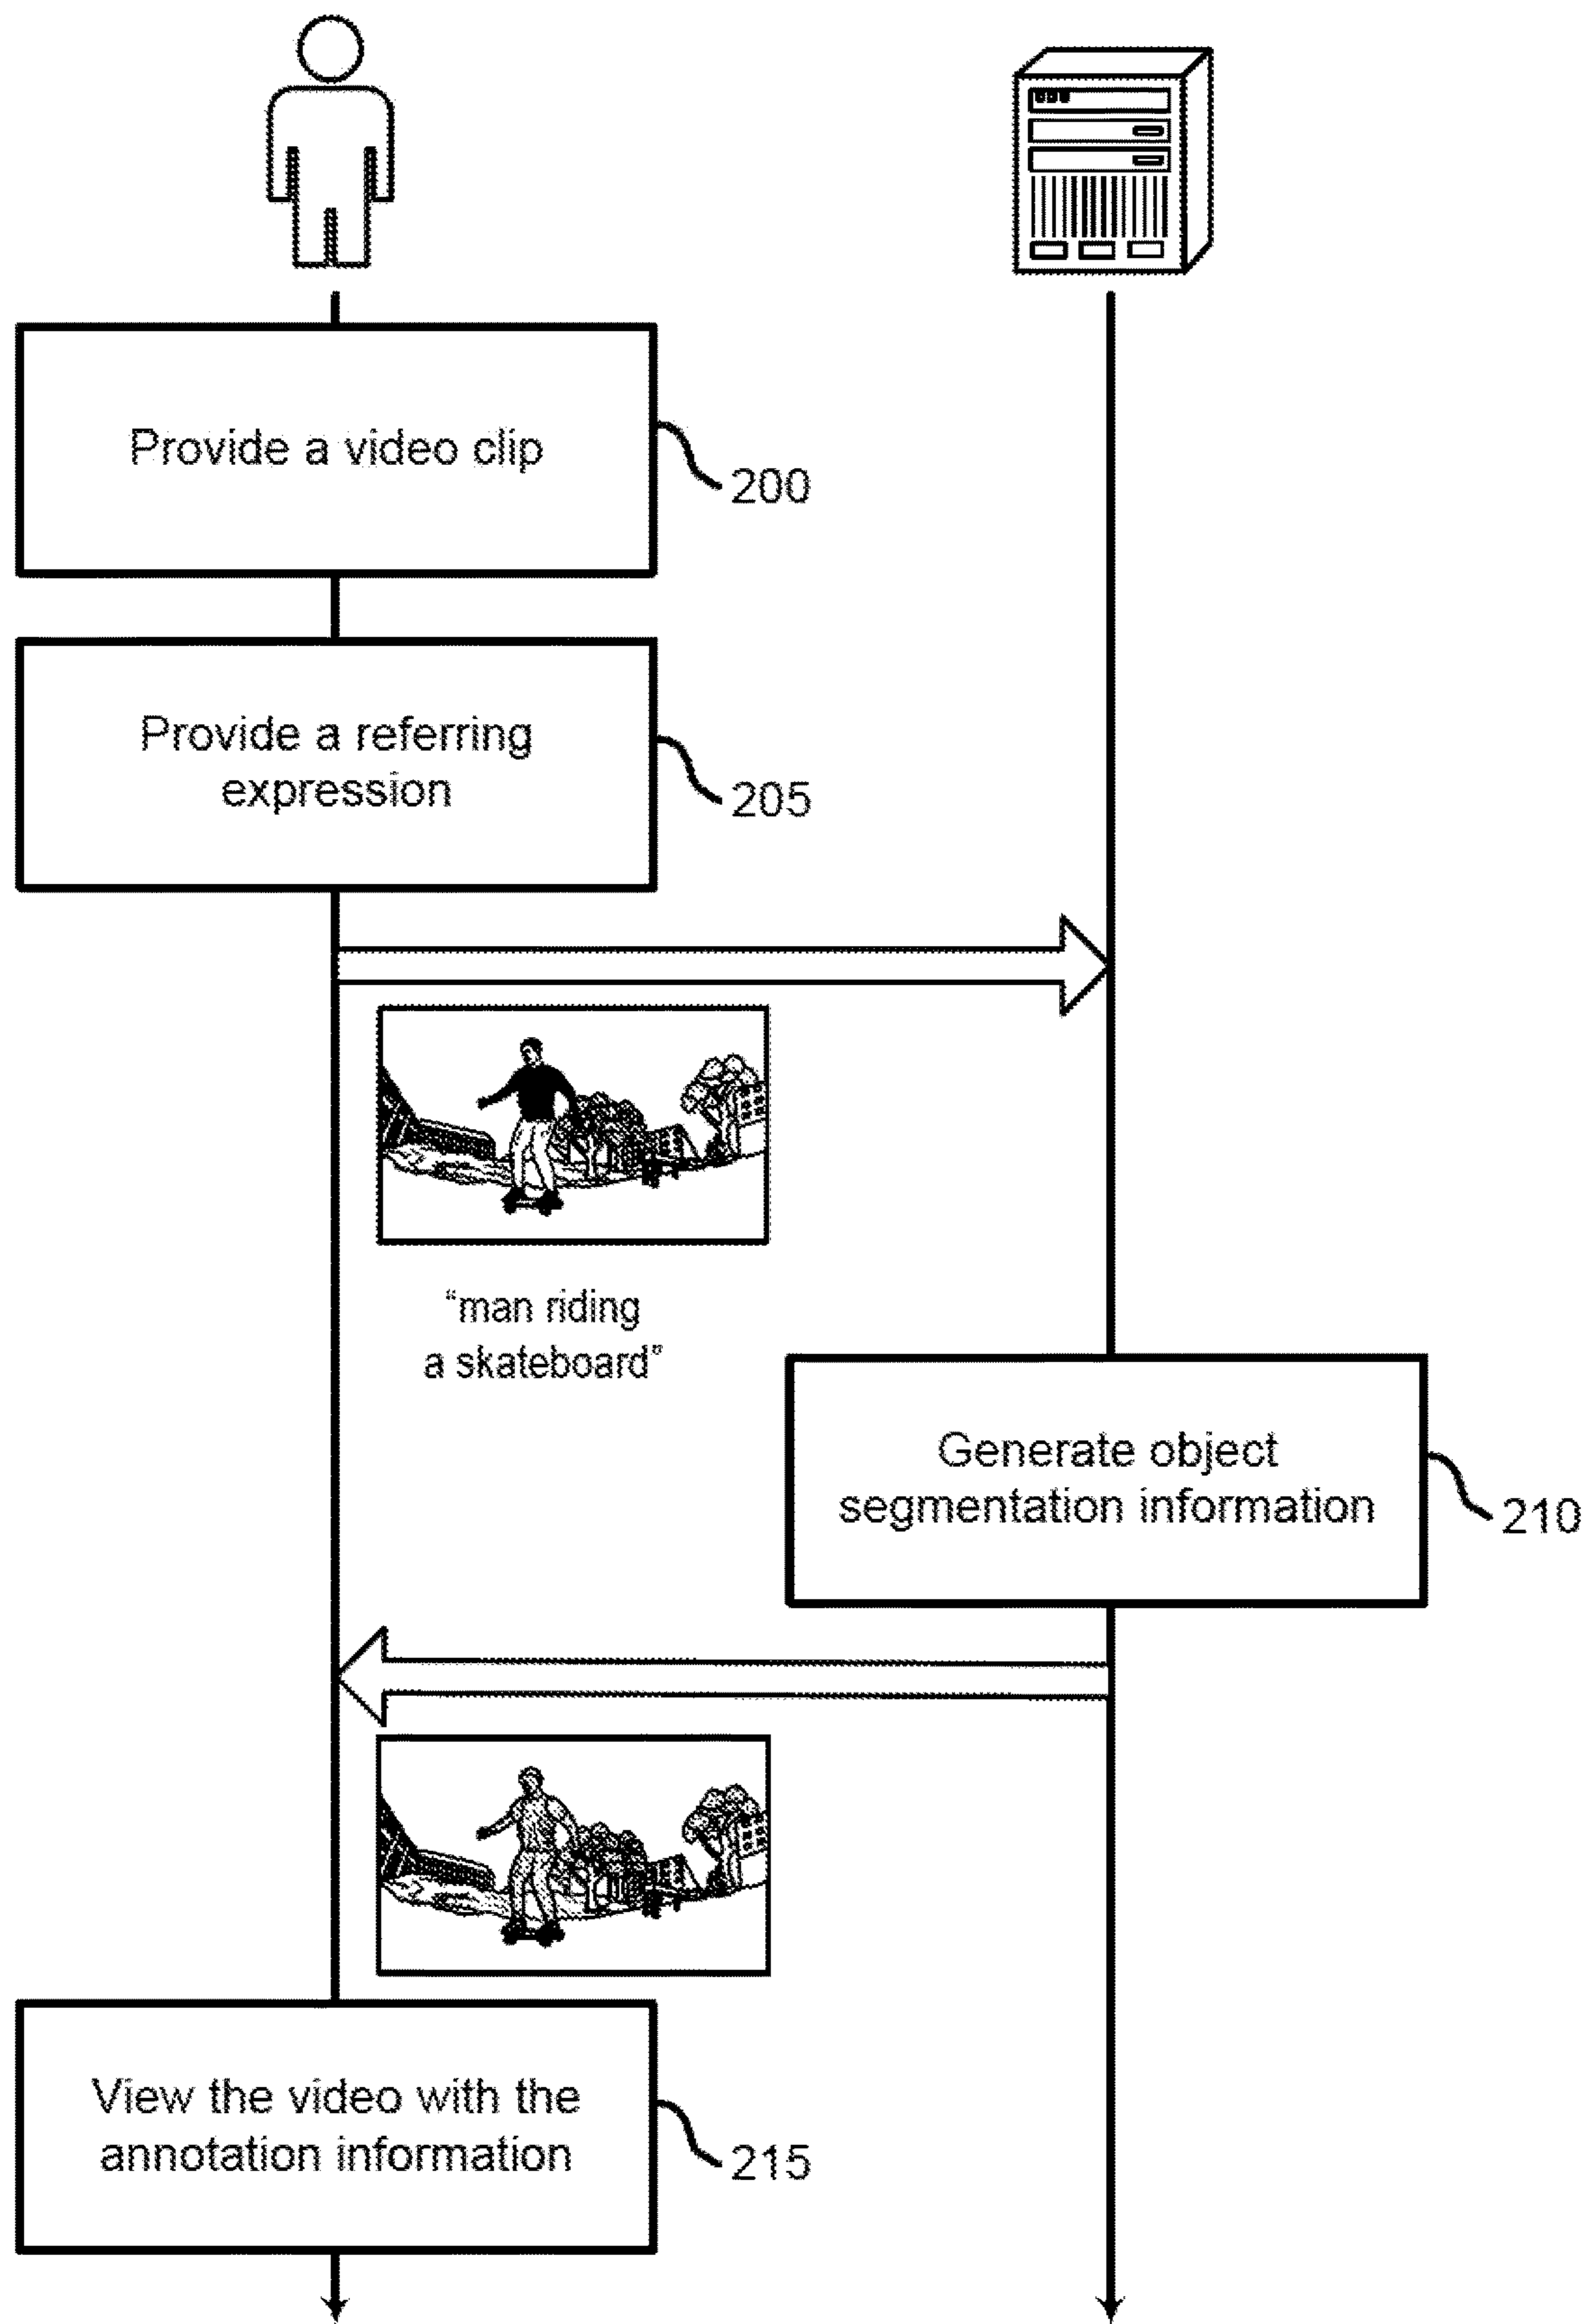 Provide a video clip
200
Provide a referring
expression
205
“man riding
a skateboard”
Generate object
segmentation information
210
View the video with the
annotation information
215